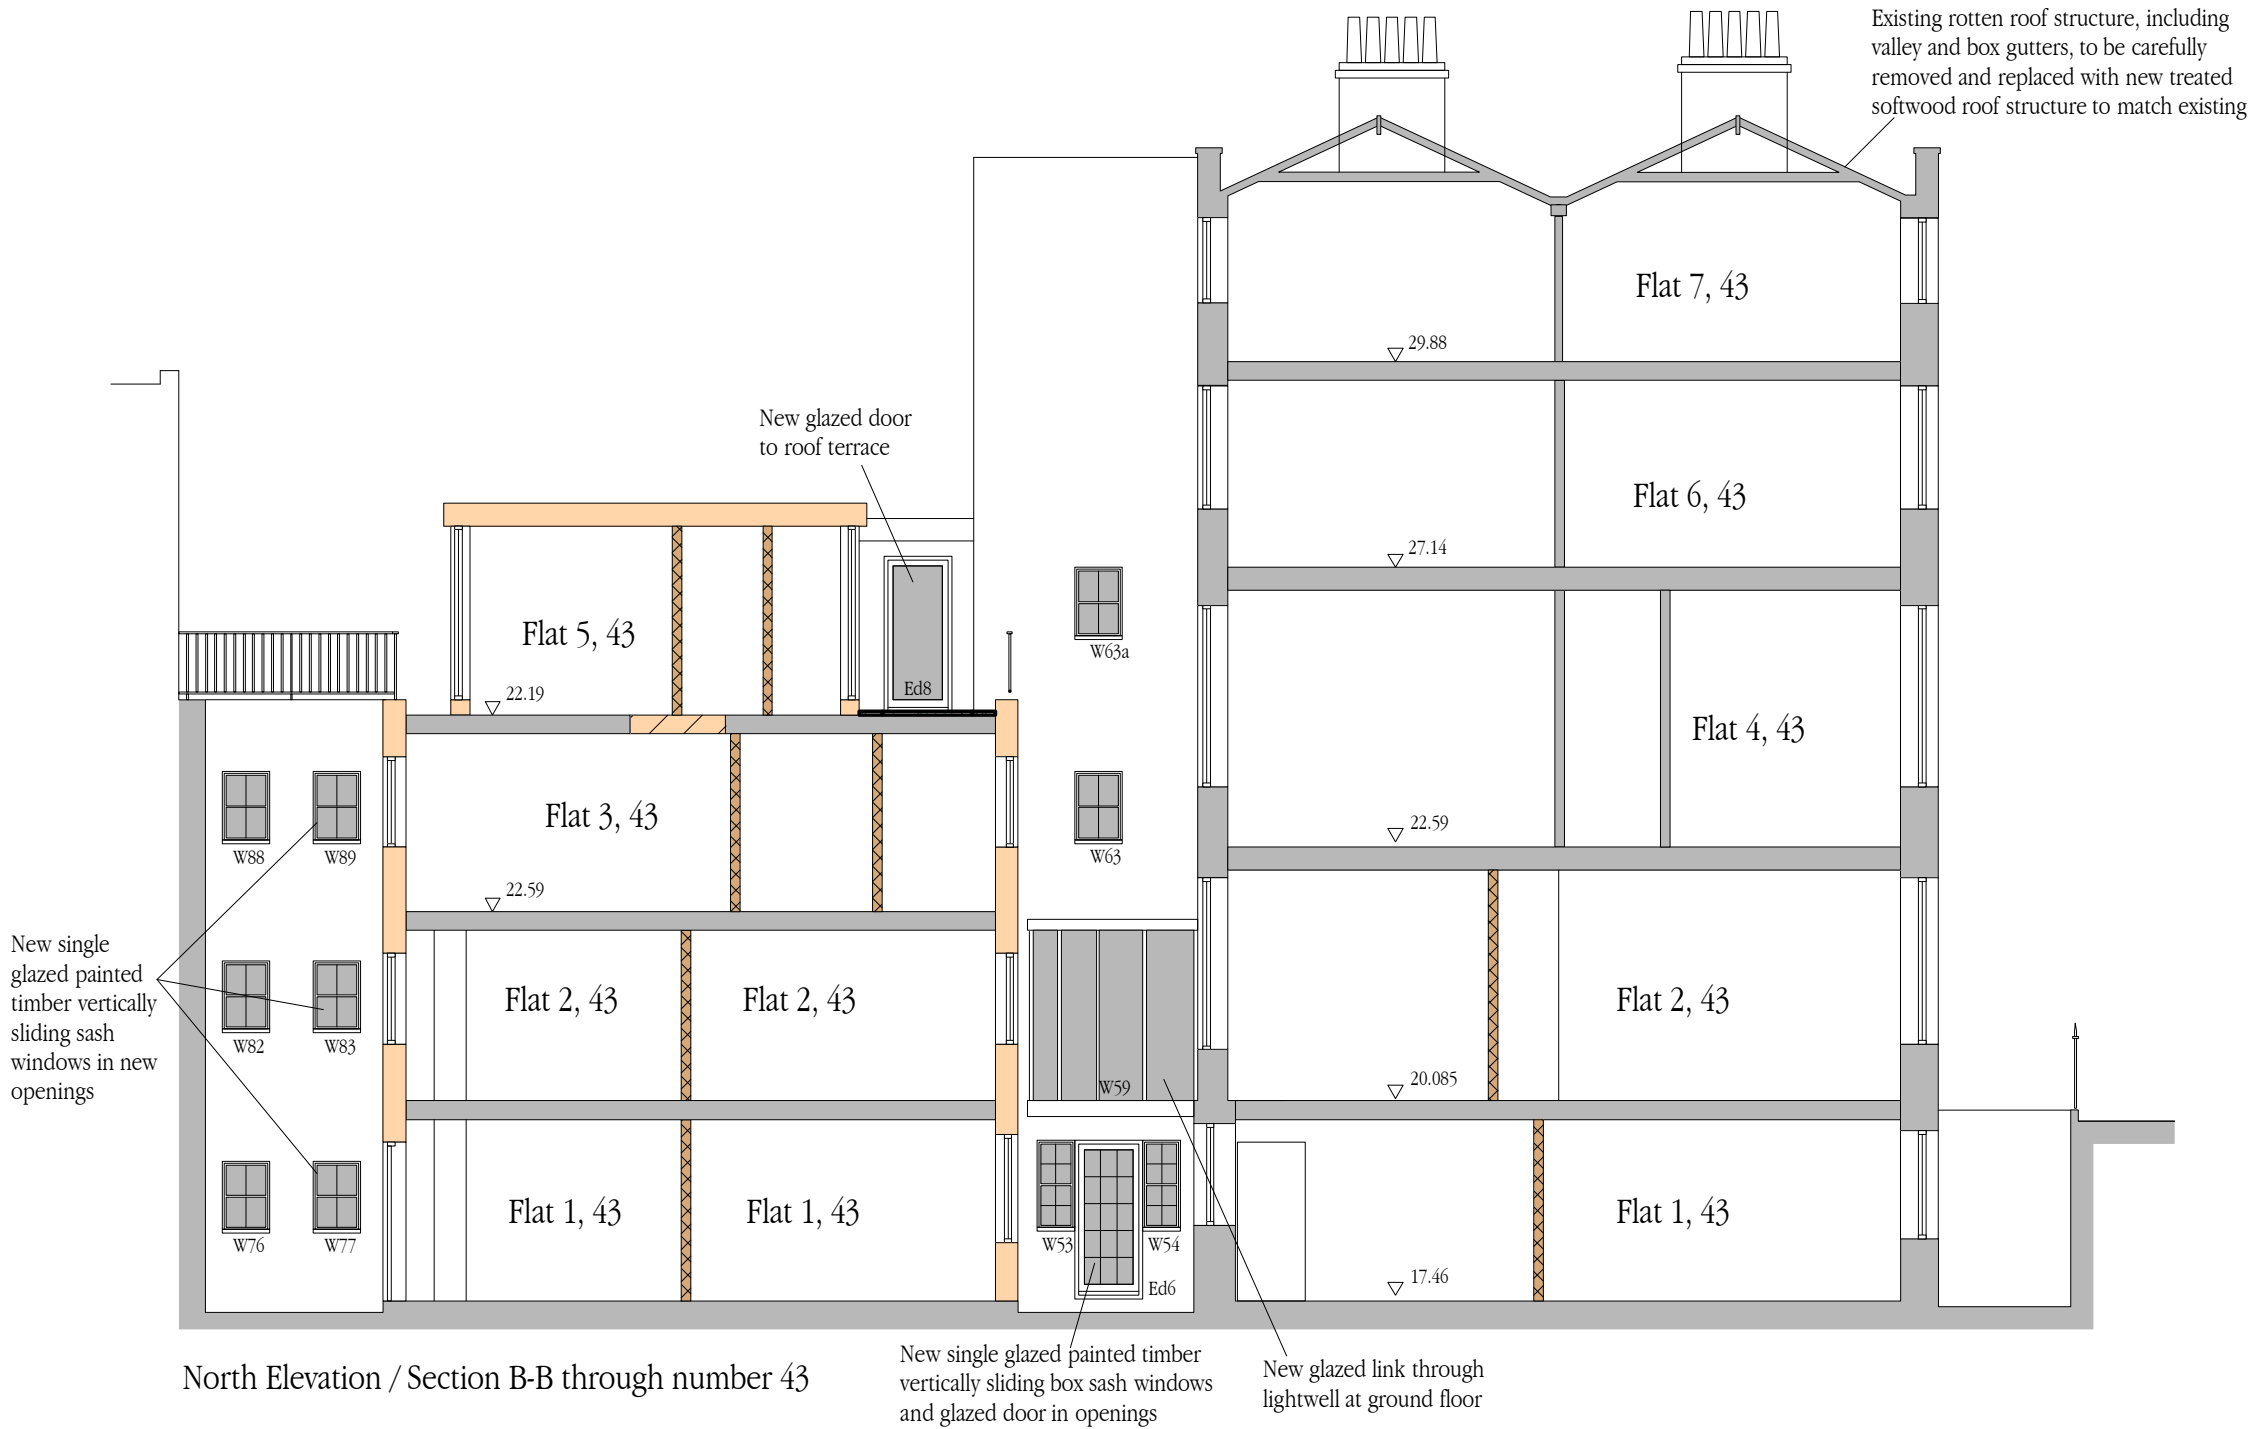 Existing rotten roof structure, including
valley and box gutters, to be carefully
removed and replaced with new treated
softwood roof structure to match existing
Flat 7, 43
29.88
New glazed door
to roof terrace
Flat 6, 43
27.14
Flat 5, 43
W63a
Ed8
22.19
Flat 4, 43
Flat 3, 43
22.59
W88
W89
W63
22.59
New single
glazed painted
timber vertically
sliding sash
windows in new
openings
Flat 2, 43
Flat 2, 43
Flat 2, 43
W82
W83
W59
20.085
Flat 1, 43
Flat 1, 43
Flat 1, 43
W76
W77
W53
W54
Ed6
17.46
New single glazed painted timber
vertically sliding box sash windows
and glazed door in openings
New glazed link through
lightwell at ground floor
North Elevation / Section B-B through number 43